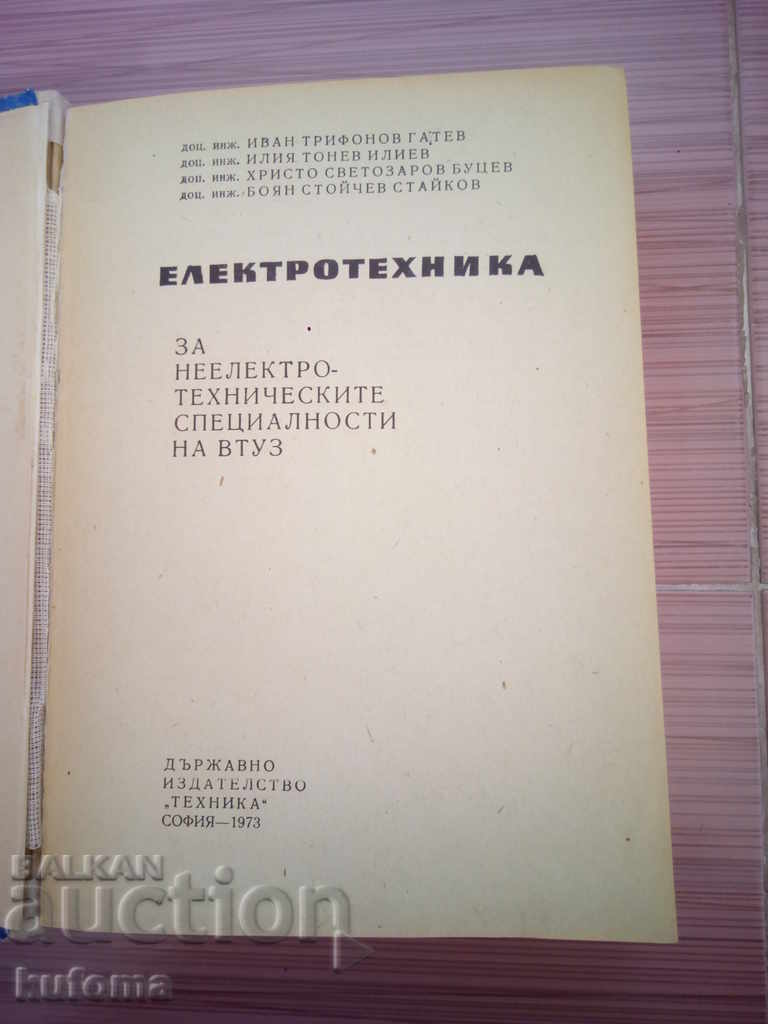 доц. инж. ИВАН ТРИФОНОВ ГАТЕВ
доц. инж. ИЛИЯ ТОНЕВ ИЛИЕВ
доц. инж. ХРИСТО СВЕТОЗАРОВ БУЦЕВ
доц. инж. БОЯН СТОЙЧЕВ СТАЙКОВ
ЕЛЕКТРОТЕХНИКА
ЗА
НЕЕЛЕКТРО-
ТЕХНИЧЕСКИТЕ
СПЕЦИАЛНОСТИ
НА ВТУЗ
ДЪРЖАВНО
ИЗДАТЕЛСТВО
„ТЕХНИКА“
СОФИЯ—1973
BALKAN
auction
kufoma